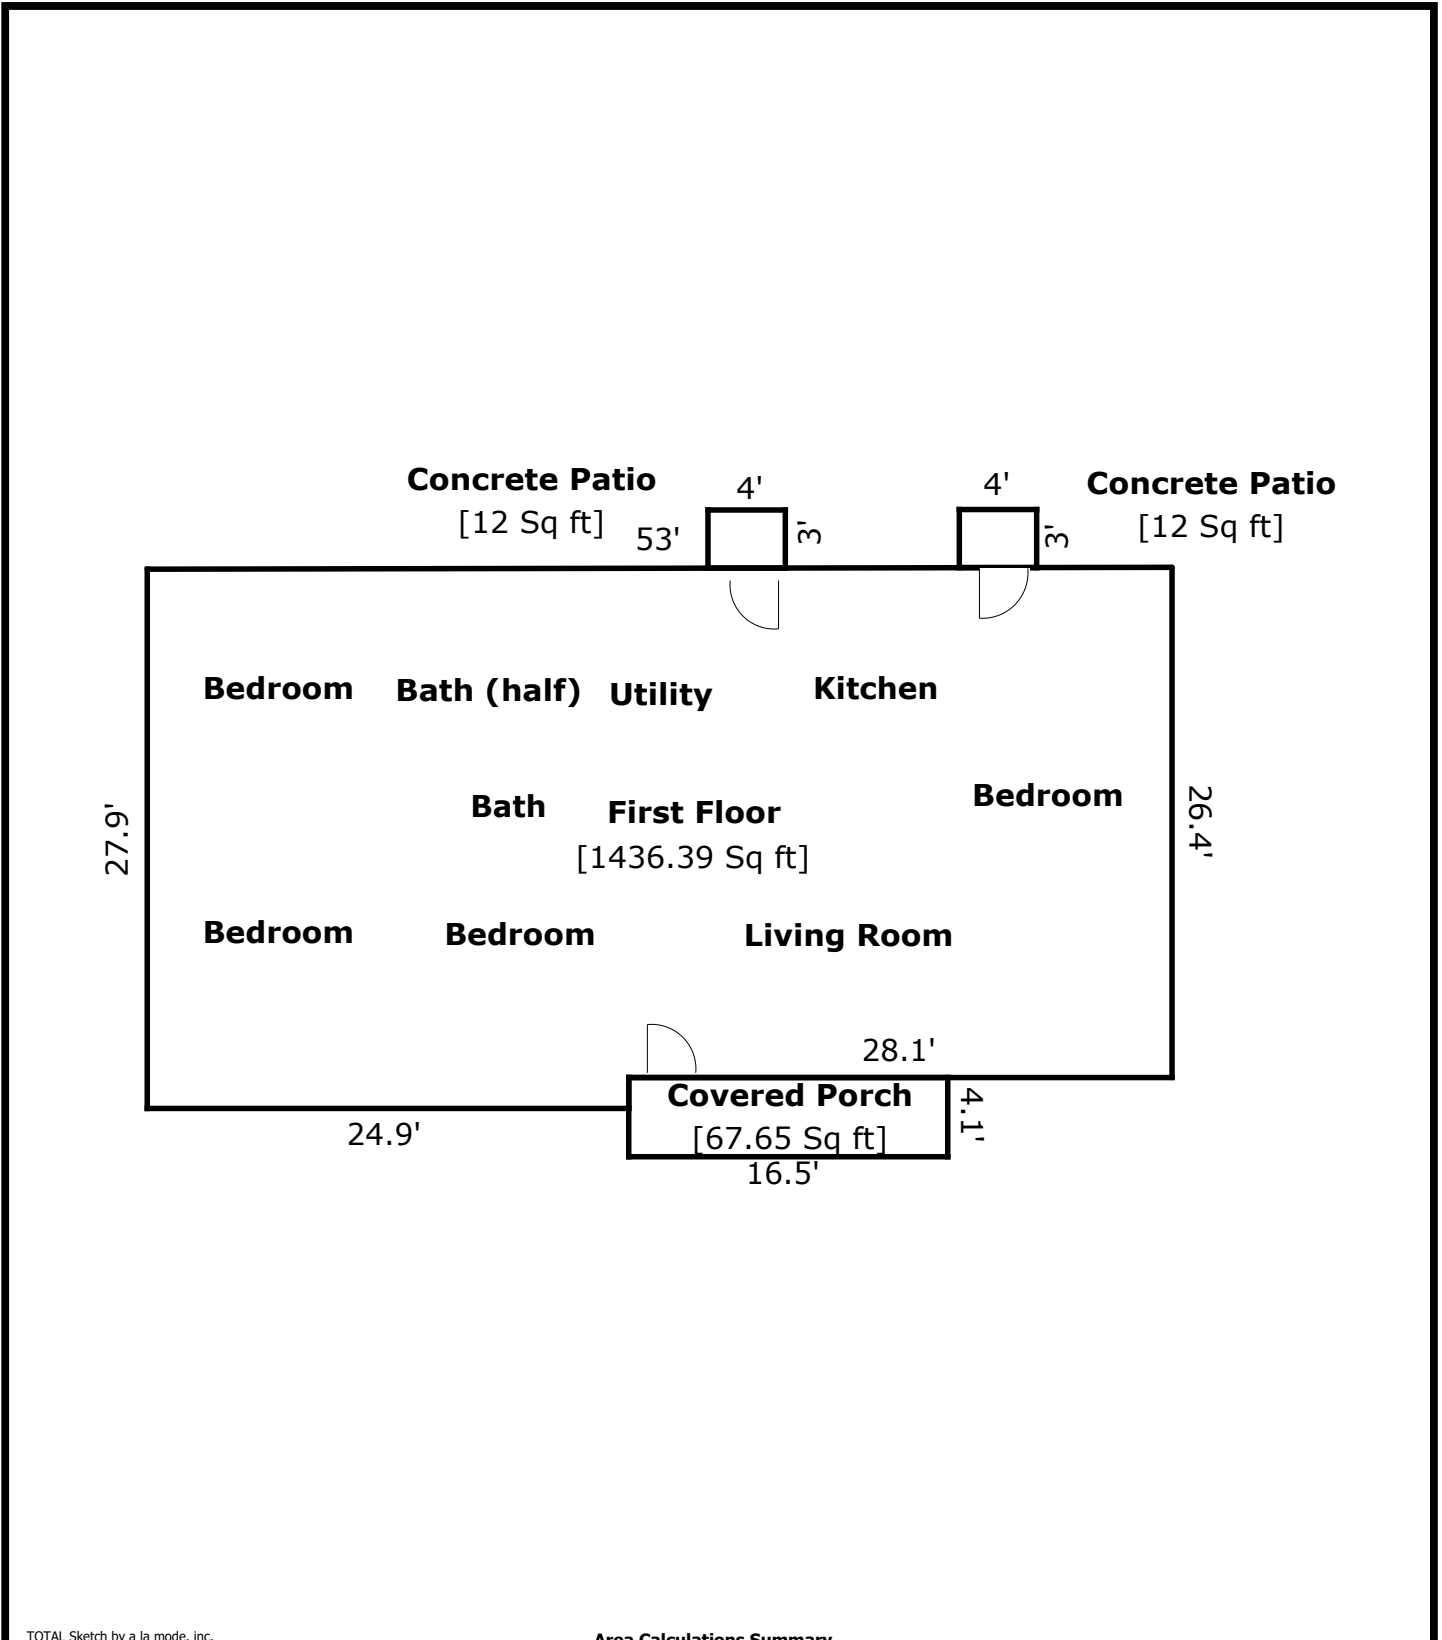 Concrete Patio
[12 Sq ft]
53'
4'
3'
4'
3'
Concrete Patio
[12 Sq ft]
Bedroom
Bath (half)
Utility
Kitchen
27.9'
Bath
First Floor
[1436.39 Sq ft]
Bedroom
26.4'
Bedroom
Bedroom
Living Room
28.1'
24.9'
Covered Porch
[67.65 Sq ft]
4.1'
16.5'
TOTAL Sketch by a la mode, inc.
Area Calculations Summary